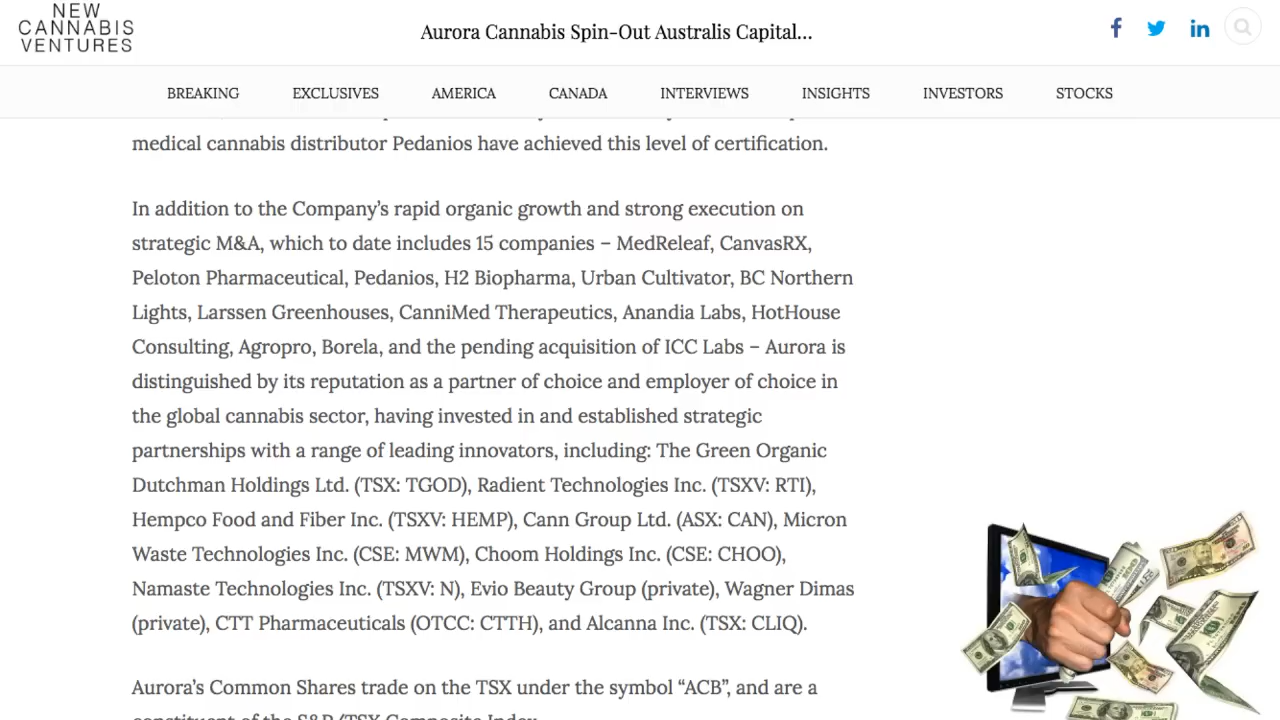 NEW
CANNABIS
VENTURES
Aurora Cannabis Spin-Out Australis Capital...
BREAKING EXCLUSIVES AMERICA CANADA INTERVIEWS INSIGHTS INVESTORS STOCKS
medical cannabis distributor Pedanios have achieved this level of certification.
In addition to the Company’s rapid organic growth and strong execution on
strategic M&A, which to date includes 15 companies – MedReleaf, CanvasRX,
Peloton Pharmaceutical, Pedanios, H2 Biopharma, Urban Cultivator, BC Northern
Lights, Larssen Greenhouses, CanniMed Therapeutics, Anandia Labs, HotHouse
Consulting, Agropro, Borela, and the pending acquisition of ICC Labs – Aurora is
distinguished by its reputation as a partner of choice and employer of choice in
the global cannabis sector, having invested in and established strategic
partnerships with a range of leading innovators, including: The Green Organic
Dutchman Holdings Ltd. (TSX: TGOD), Radient Technologies Inc. (TSXV: RTI),
Hempco Food and Fiber Inc. (TSXV: HEMP), Cann Group Ltd. (ASX: CAN), Micron
Waste Technologies Inc. (CSE: MWM), Choom Holdings Inc. (CSE: CHOO),
Namaste Technologies Inc. (TSXV: N), Evio Beauty Group (private), Wagner Dimas
(private), CTT Pharmaceuticals (OTCC: CTTH), and Alcanna Inc. (TSX: CLIQ).
Aurora’s Common Shares trade on the TSX under the symbol “ACB”, and are a
constituent of the S&P/TSX Composite Index.